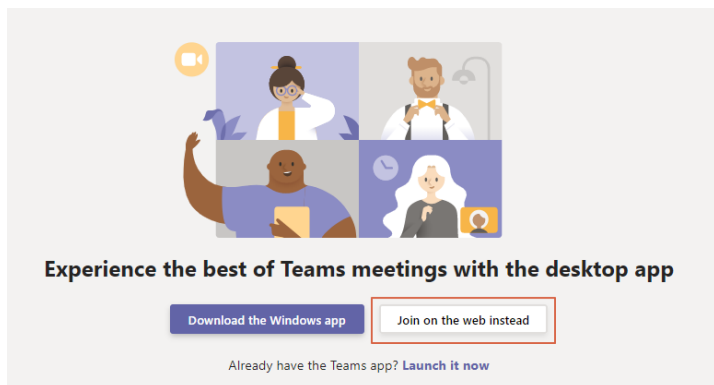 Experience the best of Teams meetings with the desktop app
Download the Windows app
Join on the web instead
Already have the Teams app? Launch it now